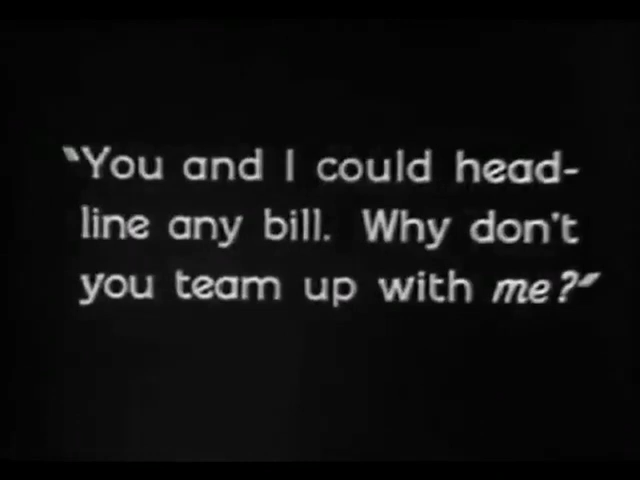 "You and I could head-
line any bill. Why don't
you team up with me?"